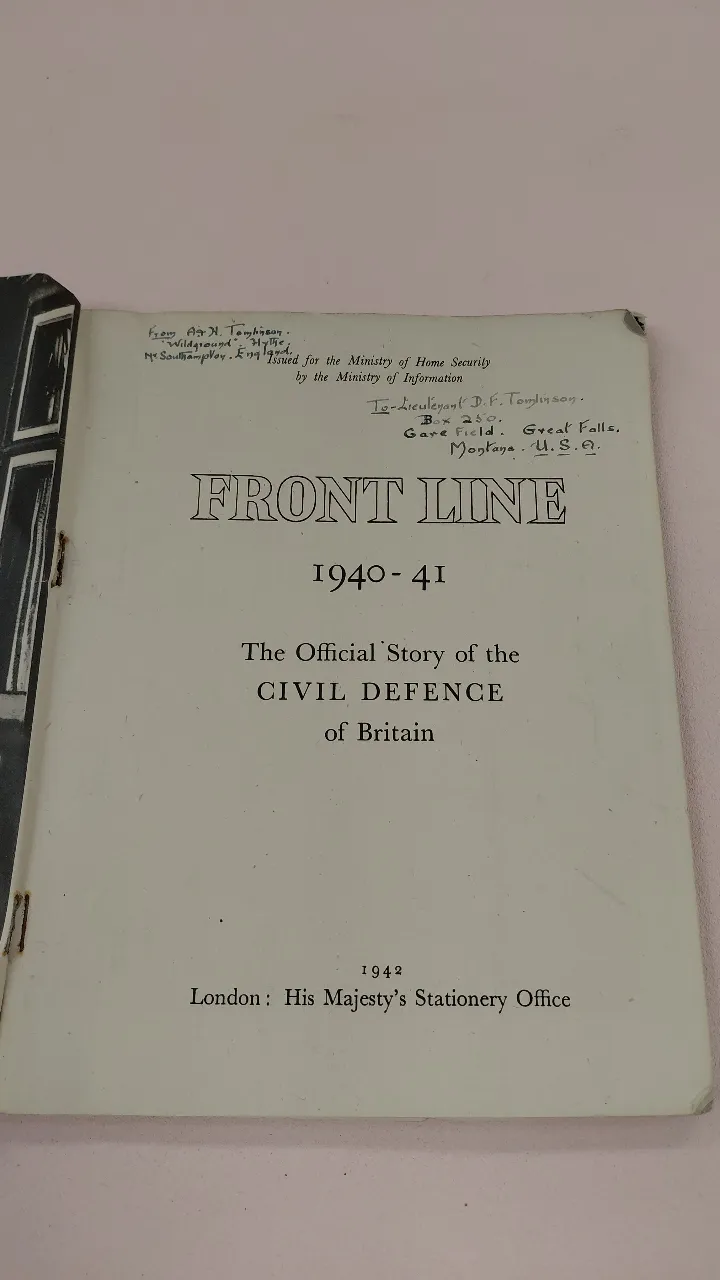 From A & H. Tomlinson.
"Wildground". Hythe.
Nr Southampton. England.
Issued for the Ministry of Home Security
by the Ministry of Information
To-Lieutenant D. F. Tomlinson.
Box 250.
Gore Field. Great Falls.
Montana. U.S.A.
FRONT LINE
1940-41
The Official Story of the
CIVIL DEFENCE
of Britain
1942
London: His Majesty's Stationery Office